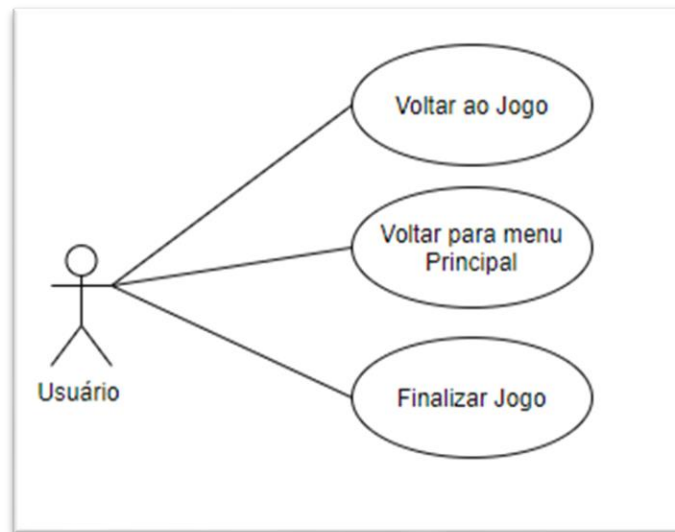 Voltar ao Jogo
Voltar para menu
Principal
Finalizar Jogo
Usuário